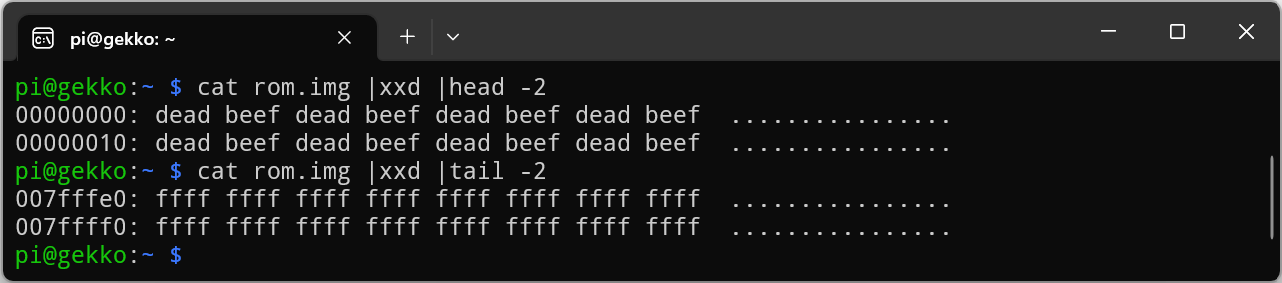 pi@gekko: ~
pi@gekko:~ $ cat rom.img |xxd |head -2
00000000: dead beef dead beef dead beef dead beef  ................
00000010: dead beef dead beef dead beef dead beef  ................
pi@gekko:~ $ cat rom.img |xxd |tail -2
007fffe0: ffff ffff ffff ffff ffff ffff ffff ffff  ................
007ffff0: ffff ffff ffff ffff ffff ffff ffff ffff  ................
pi@gekko:~ $